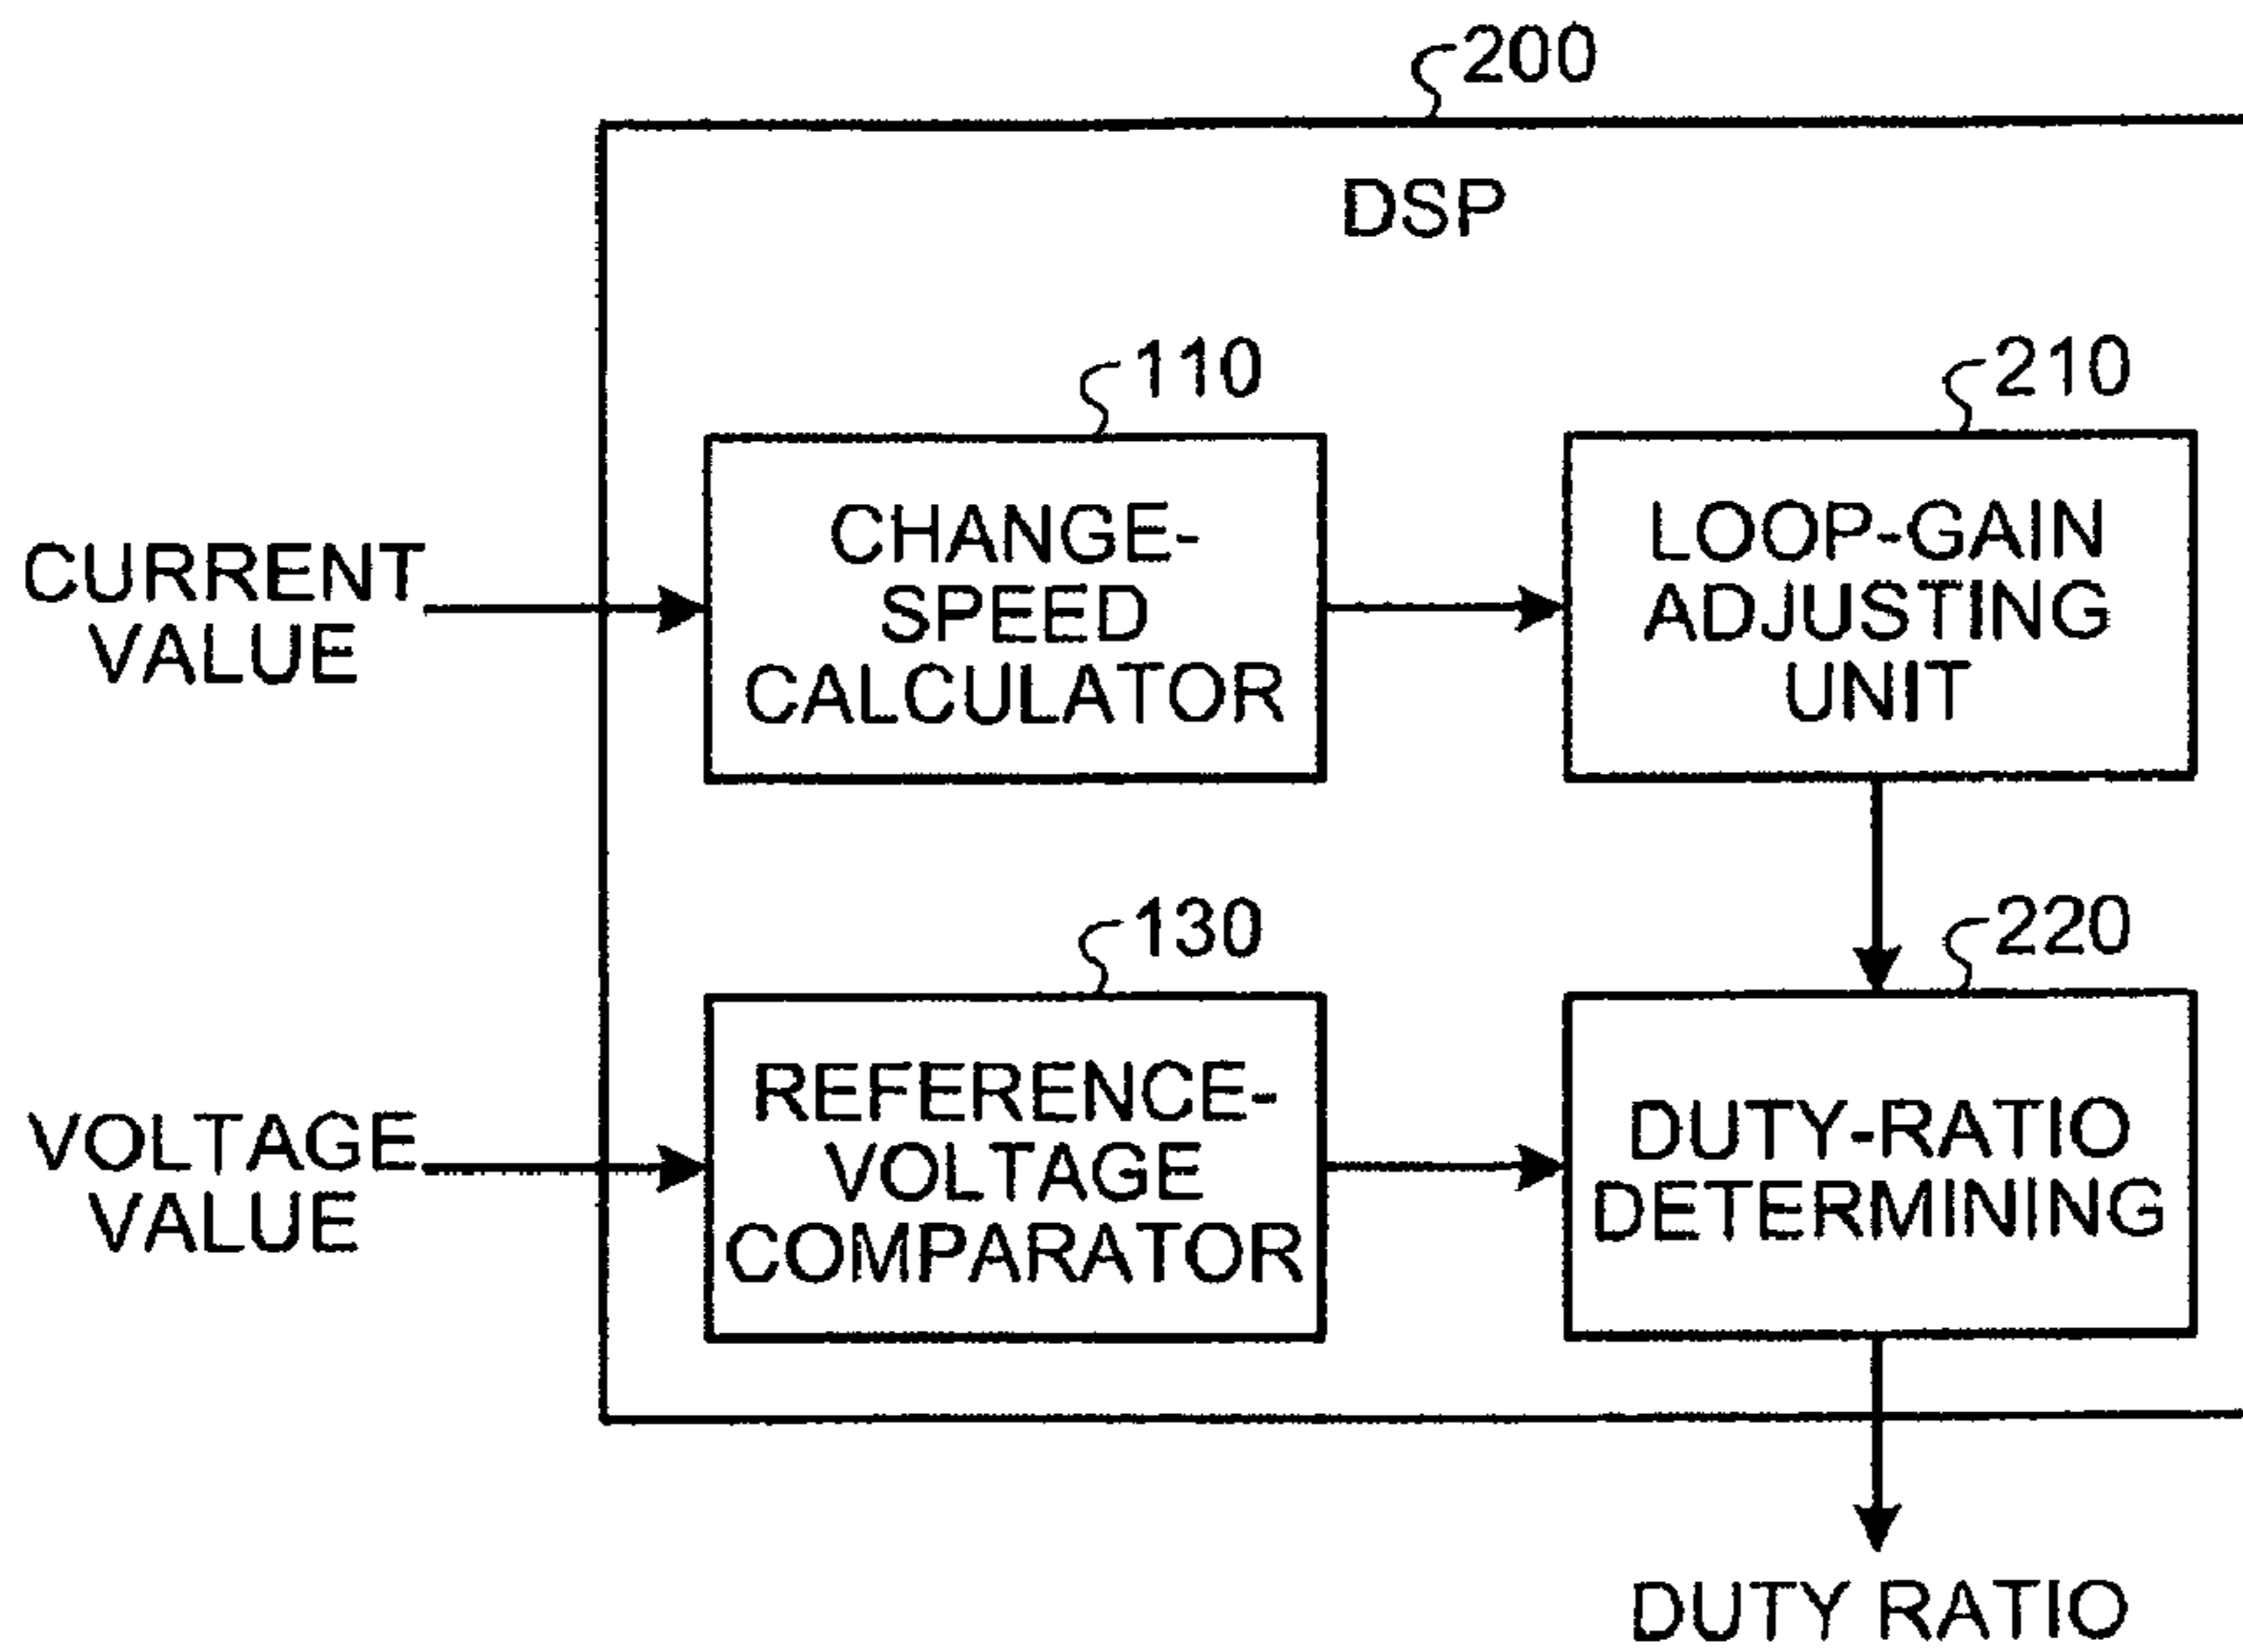 200
DSP
110
210
CURRENT
VALUE
CHANGE-
SPEED
CALCULATOR
LOOP-GAIN
ADJUSTING
UNIT
130
220
VOLTAGE
VALUE
REFERENCE-
VOLTAGE
COMPARATOR
DUTY-RATIO
DETERMINING
DUTY RATIO